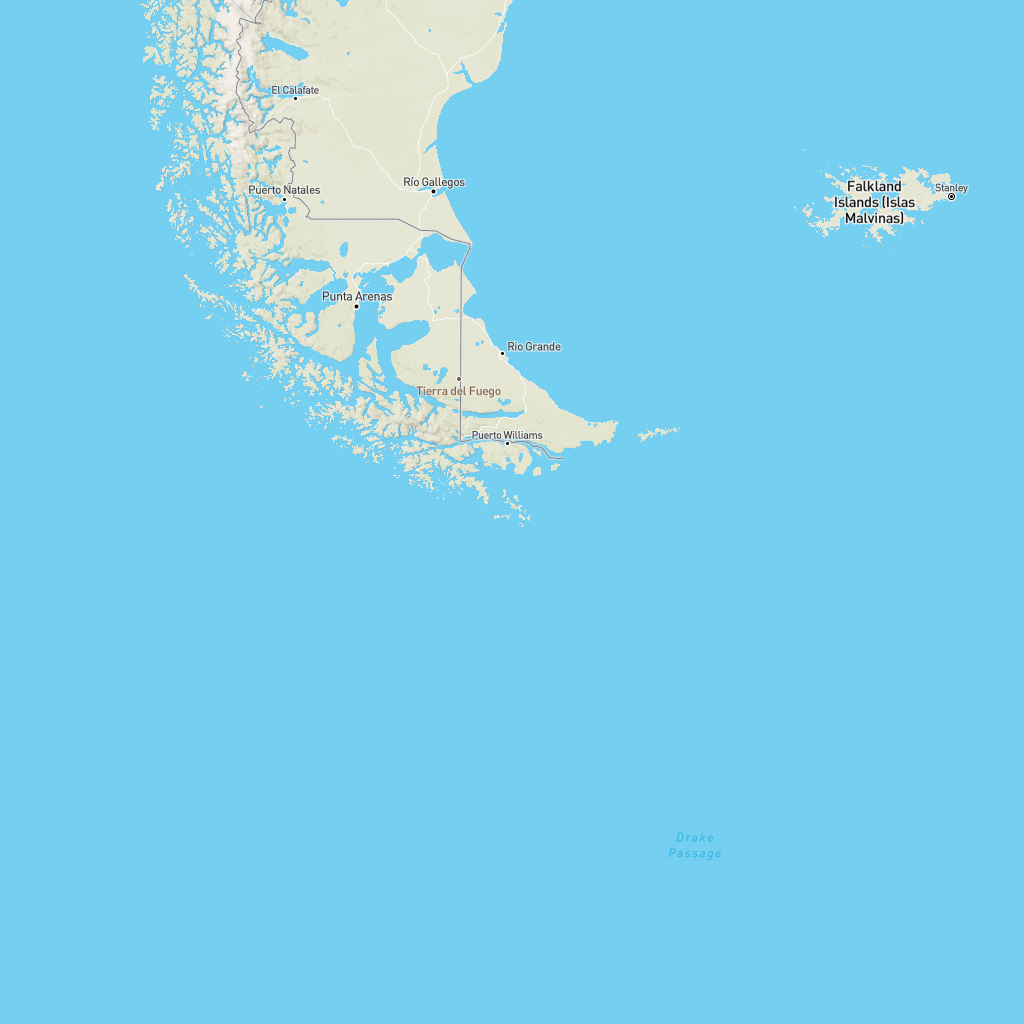 El Calafate
Puerto Natales
Río Gallegos
Falkland
Islands (Islas
Malvinas)
Stanley
Punta Arenas
Rio Grande
Tierra del Fuego
Puerto Williams
Drake
Passage